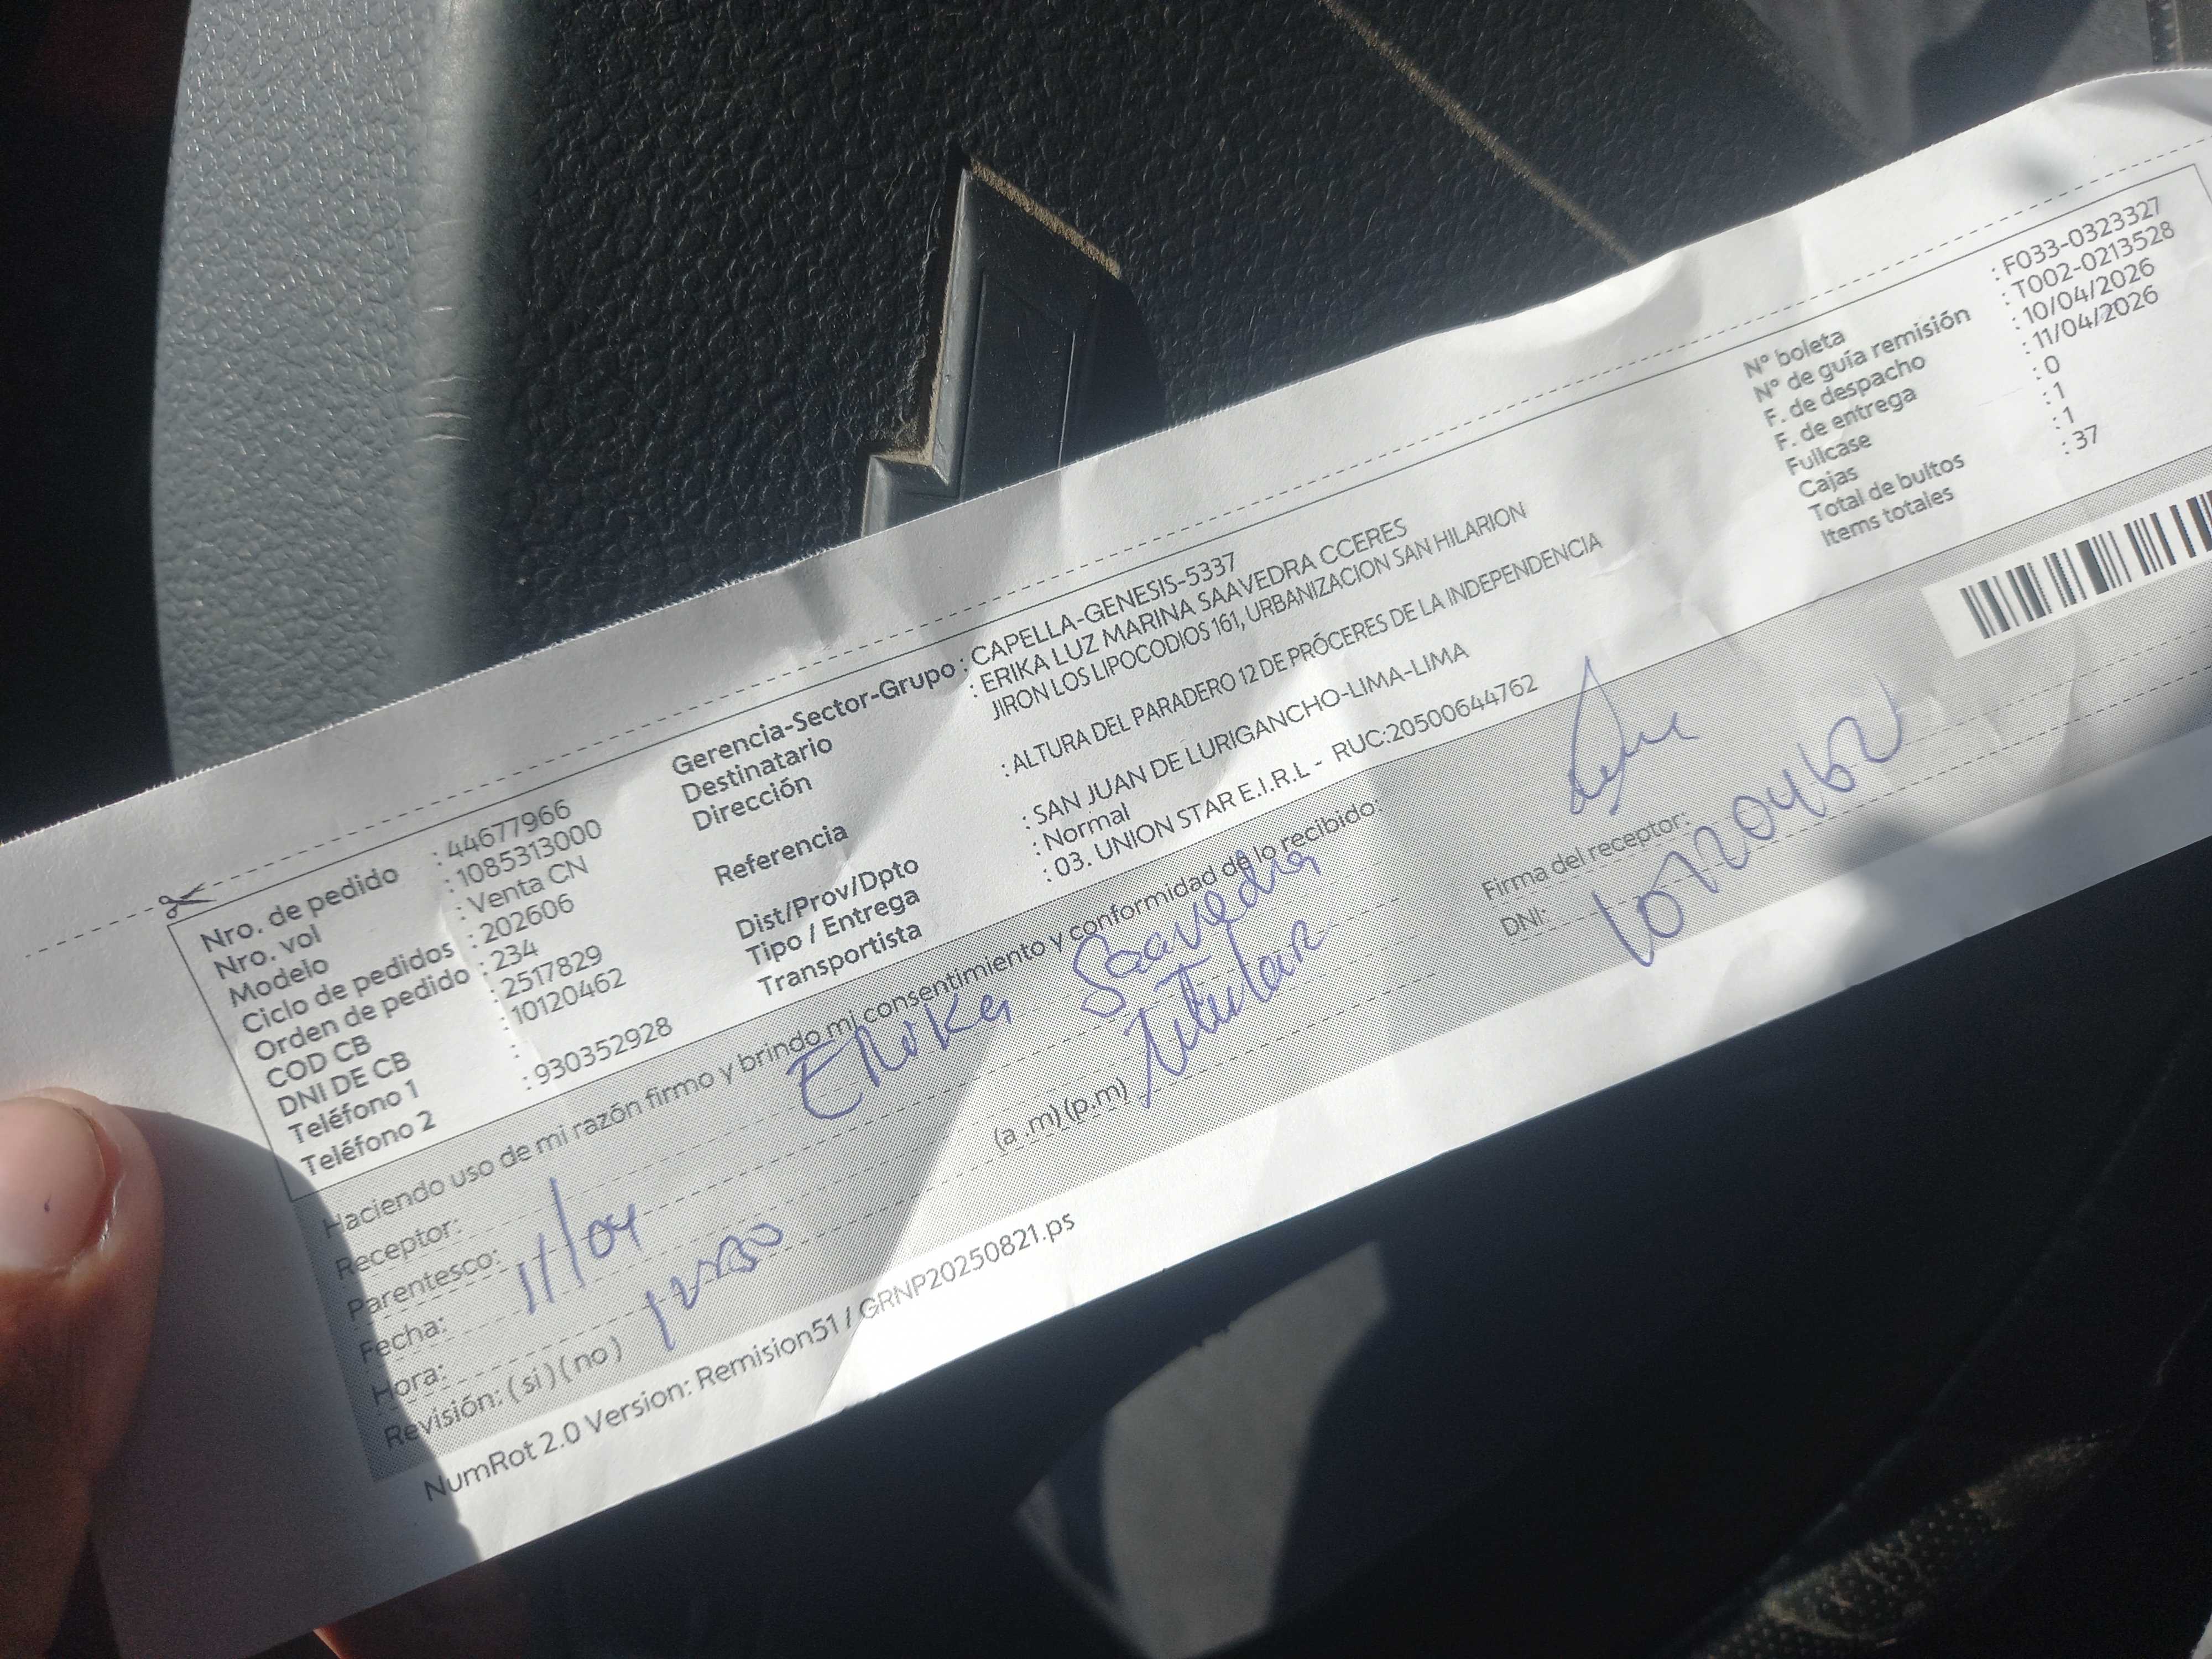 Nro. de pedido : 44677966
Nro. vol : 1085313000
Modelo : Venta CN
Ciclo de pedidos : 202606
Orden de pedido : 234
COD CB : 2517829
DNI DE CB : 10120462
Teléfono 1 :
Teléfono 2 : 930352928
Gerencia-Sector-Grupo : CAPELLA-GENESIS-5337
Destinatario : ERIKA LUZ MARINA SAAVEDRA CCERES
Dirección JIRON LOS LIPOCODIOS 161, URBANIZACION SAN HILARION
Referencia : ALTURA DEL PARADERO 12 DE PRÓCERES DE LA INDEPENDENCIA
Dist/Prov/Dpto : SAN JUAN DE LURIGANCHO-LIMA-LIMA
Tipo / Entrega : Normal
Transportista : 03. UNION STAR E.I.R.L - RUC:20500644762
N° boleta : F033-0323327
N° de guía remisión : T002-0213528
F. de despacho : 10/04/2026
F. de entrega : 11/04/2026
Fullcase : 0
Cajas : 1
Total de bultos : 1
Items totales : 37
Haciendo uso de mi razón firmo y brindo mi consentimiento y conformidad de lo recibido:
Receptor: Erika Saavedra
Parentesco: titular
Fecha: 11/04
Hora: (a .m) (p.m)
Revisión: (si) (no)
Firma del receptor:
DNI: 10120462
NumRot 2.0 Version: Remision51 / GRNP20250821.ps